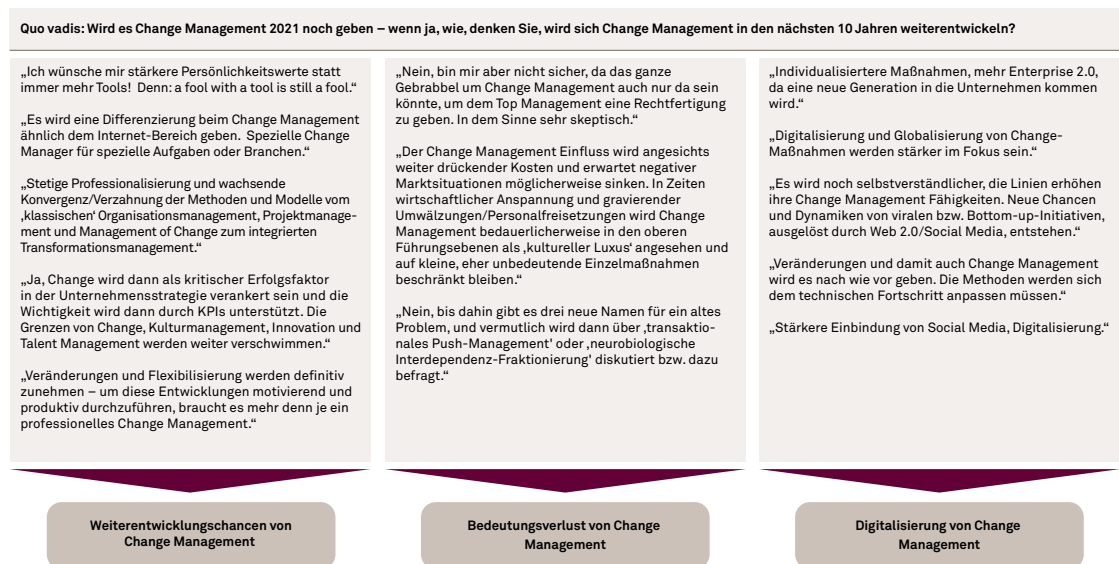 Quo vadis: Wird es Change Management 2021 noch geben – wenn ja, wie, denken Sie, wird sich Change Management in den nächsten 10 Jahren weiterentwickeln?
„Ich wünsche mir stärkere Persönlichkeitswerte statt
immer mehr Tools! Denn: a fool with a tool is still a fool.“
„Es wird eine Differenzierung beim Change Management
ähnlich dem Internet-Bereich geben. Spezielle Change
Manager für spezielle Aufgaben oder Branchen.“
„Stetige Professionalisierung und wachsende
Konvergenz/Verzahnung der Methoden und Modelle vom
‚klassischen‘ Organisationsmanagement, Projektmanage-
ment und Management of Change zum integrierten
Transformationsmanagement.“
„Ja, Change wird dann als kritischer Erfolgsfaktor
in der Unternehmensstrategie verankert sein und die
Wichtigkeit wird dann durch KPIs unterstützt. Die
Grenzen von Change, Kulturmanagement, Innovation und
Talent Management werden weiter verschwimmen.“
„Veränderungen und Flexibilisierung werden definitiv
zunehmen – um diese Entwicklungen motivierend und
produktiv durchzuführen, braucht es mehr denn je ein
professionelles Change Management.“
Weiterentwicklungschancen von
Change Management
„Nein, bin mir aber nicht sicher, da das ganze
Gebrabbel um Change Management auch nur da sein
könnte, um dem Top Management eine Rechtfertigung
zu geben. In dem Sinne sehr skeptisch.“
„Der Change Management Einfluss wird angesichts
weiter drückender Kosten und erwartet negativer
Marktsituationen möglicherweise sinken. In Zeiten
wirtschaftlicher Anspannung und gravierender
Umwälzungen/Personalfreisetzungen wird Change
Management bedauerlicherweise in den oberen
Führungsebenen als ‚kultureller Luxus‘ angesehen und
auf kleine, eher unbedeutende Einzelmaßnahmen
beschränkt bleiben.“
„Nein, bis dahin gibt es drei neue Namen für ein altes
Problem, und vermutlich wird dann über ‚transaktio-
nales Push-Management' oder ‚neurobiologische
Interdependenz-Fraktionierung' diskutiert bzw. dazu
befragt.“
Bedeutungsverlust von Change
Management
„Individualisiertere Maßnahmen, mehr Enterprise 2.0,
da eine neue Generation in die Unternehmen kommen
wird.“
„Digitalisierung und Globalisierung von Change-
Maßnahmen werden stärker im Fokus sein.“
„Es wird noch selbstverständlicher, die Linien erhöhen
ihre Change Management Fähigkeiten. Neue Chancen
und Dynamiken von viralen bzw. Bottom-up-Initiativen,
ausgelöst durch Web 2.0/Social Media, entstehen.“
„Veränderungen und damit auch Change Management
wird es nach wie vor geben. Die Methoden werden sich
dem technischen Fortschritt anpassen müssen.“
„Stärkere Einbindung von Social Media, Digitalisierung.“
Digitalisierung von Change
Management